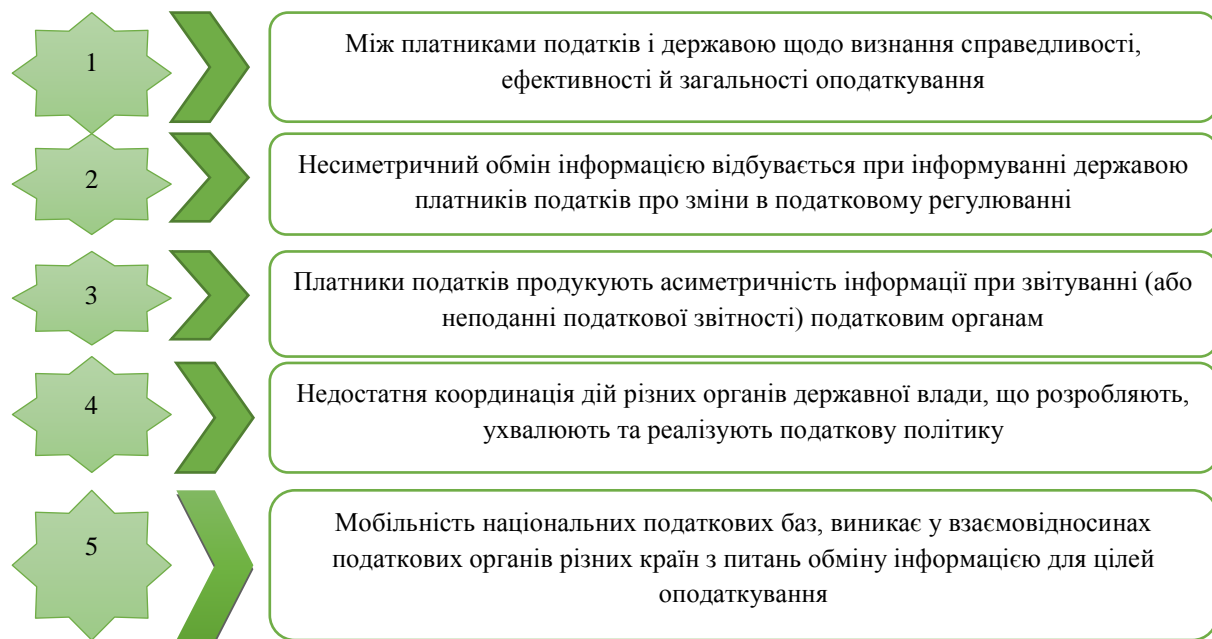 1
Між платниками податків і державою щодо визнання справедливості,
ефективності й загальності оподаткування
2
Несиметричний обмін інформацією відбувається при інформуванні державою
платників податків про зміни в податковому регулюванні
3
Платники податків продукують асиметричність інформації при звітуванні (або
неподанні податкової звітності) податковим органам
4
Недостатня координація дій різних органів державної влади, що розробляють,
ухвалюють та реалізують податкову політику
5
Мобільність національних податкових баз, виникає у взаємовідносинах
податкових органів різних країн з питань обміну інформацією для цілей
оподаткування